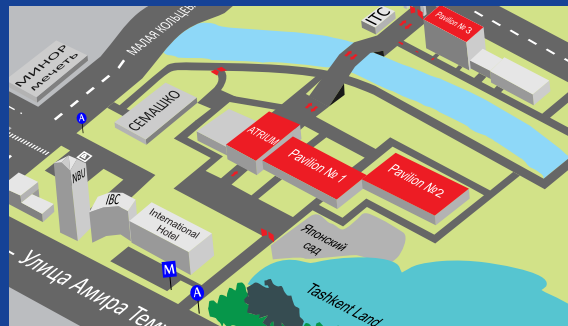 МАЛАЯ КОЛЬЦЕВ
ITC
Pavilion № 3
МИНОР
мечеть
СЕМАШКО
A
ATRIUM
Pavilion № 1
Pavilion №2
NBU
IBC
International
Hotel
Японский
сад
M
A
Улица Амира Тем
Tashkent Land